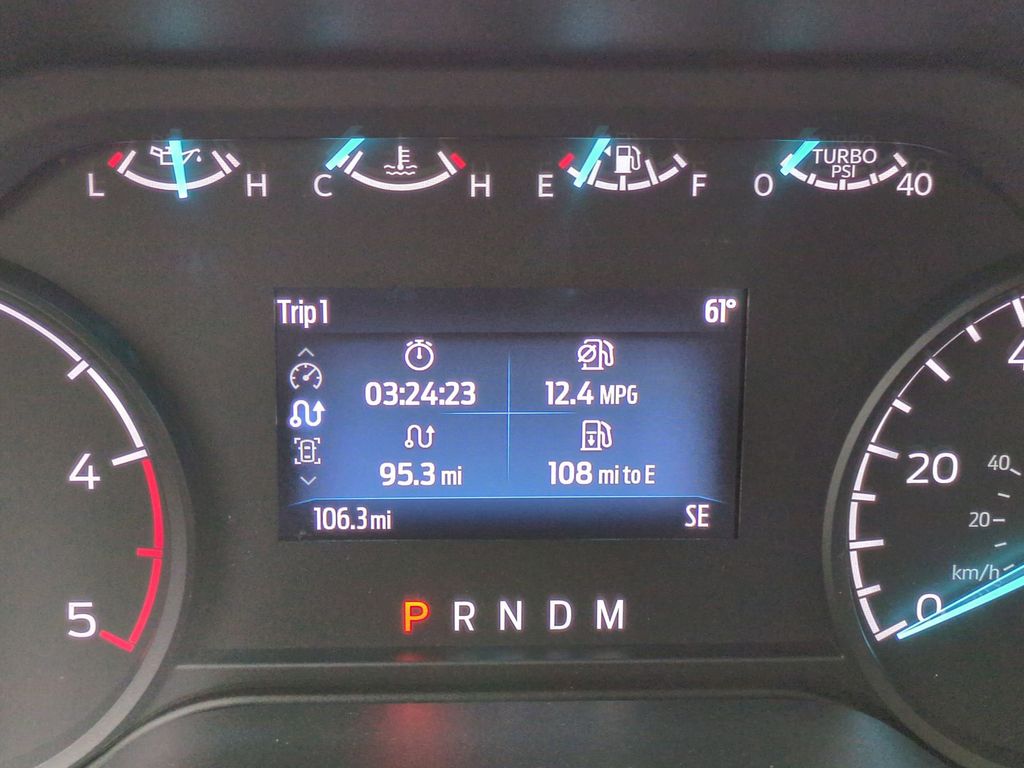 L H C H E F 0 TURBO PSI 40
Trip 1 61°
03:24:23 12.4 MPG
95.3 mi 108 mi to E
106.3 mi SE
P R N D M
4
5
20
0
40
20
km/h